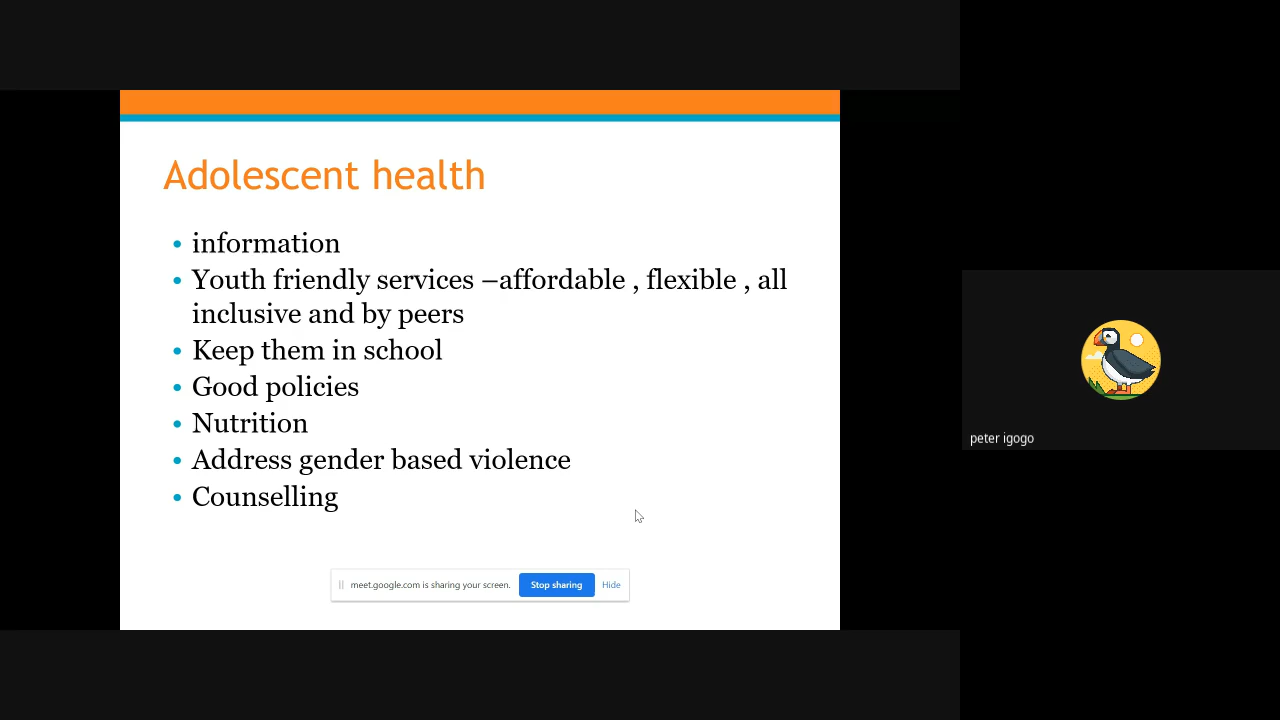 Adolescent health
• information
• Youth friendly services –affordable , flexible , all
inclusive and by peers
• Keep them in school
• Good policies
• Nutrition
• Address gender based violence
• Counselling
meet.google.com is sharing your screen. Stop sharing Hide
peter igogo